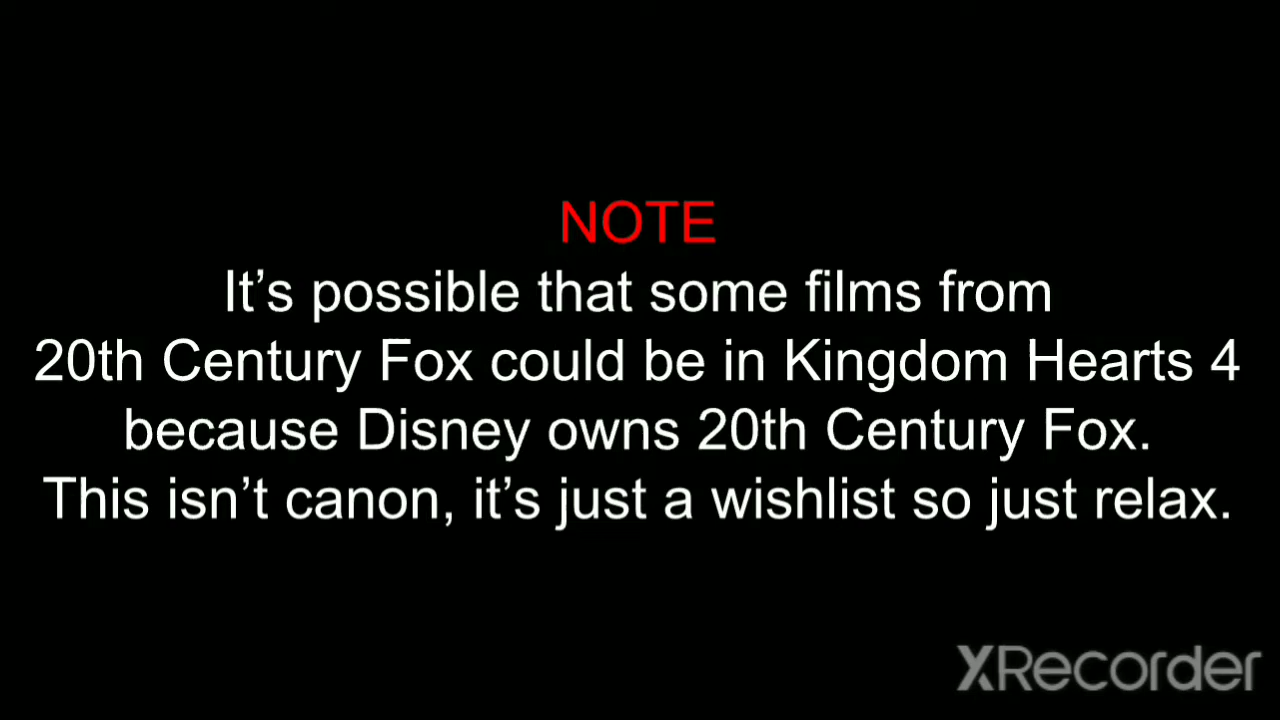 NOTE
It’s possible that some films from
20th Century Fox could be in Kingdom Hearts 4
because Disney owns 20th Century Fox.
This isn’t canon, it’s just a wishlist so just relax.
XRecorder